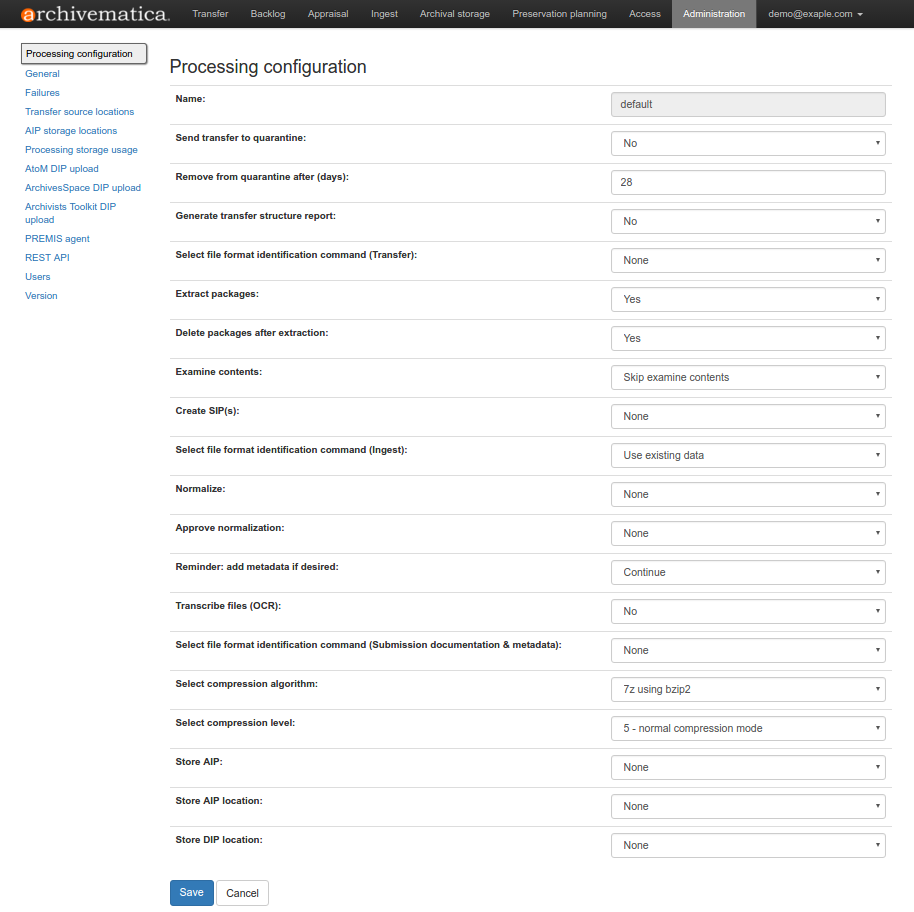 archivematica.
Transfer
Backlog
Appraisal
Ingest
Archival storage
Preservation planning
Access
Administration
demo@exaple.com
Processing configuration
General
Failures
Transfer source locations
AIP storage locations
Processing storage usage
AtoM DIP upload
ArchivesSpace DIP upload
Archivists Toolkit DIP
upload
PREMIS agent
REST API
Users
Version
Processing configuration
Name:
default
Send transfer to quarantine:
No
Remove from quarantine after (days):
28
Generate transfer structure report:
No
Select file format identification command (Transfer):
None
Extract packages:
Yes
Delete packages after extraction:
Yes
Examine contents:
Skip examine contents
Create SIP(s):
None
Select file format identification command (Ingest):
Use existing data
Normalize:
None
Approve normalization:
None
Reminder: add metadata if desired:
Continue
Transcribe files (OCR):
No
Select file format identification command (Submission documentation & metadata):
None
Select compression algorithm:
7z using bzip2
Select compression level:
5 - normal compression mode
Store AIP:
None
Store AIP location:
None
Store DIP location:
None
Save
Cancel